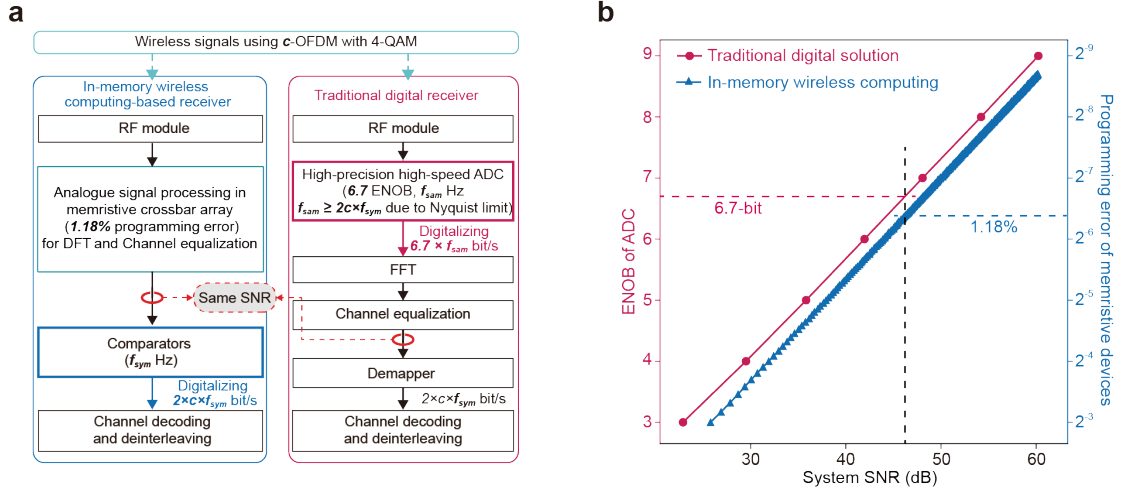 a
Wireless signals using c-OFDM with 4-QAM
In-memory wireless
computing-based receiver
RF module
Analogue signal processing in
memristive crossbar array
(1.18% programming error)
for DFT and Channel equalization
Same SNR
Comparators
(fsym Hz)
Digitalizing
2×c×fsym bit/s
Channel decoding
and deinterleaving
Traditional digital receiver
RF module
High-precision high-speed ADC
(6.7 ENOB, fsam Hz
fsam ≥ 2c×fsym due to Nyquist limit)
Digitalizing
6.7 × fsam bit/s
FFT
Channel equalization
Demapper
2×c×fsym bit/s
Channel decoding
and deinterleaving
b
Traditional digital solution
In-memory wireless computing
ENOB of ADC
9
8
7
6
5
4
3
6.7-bit
1.18%
2-9
2-8
2-7
2-6
2-5
2-4
2-3
Programming error of memristive devices
30
40
50
60
System SNR (dB)